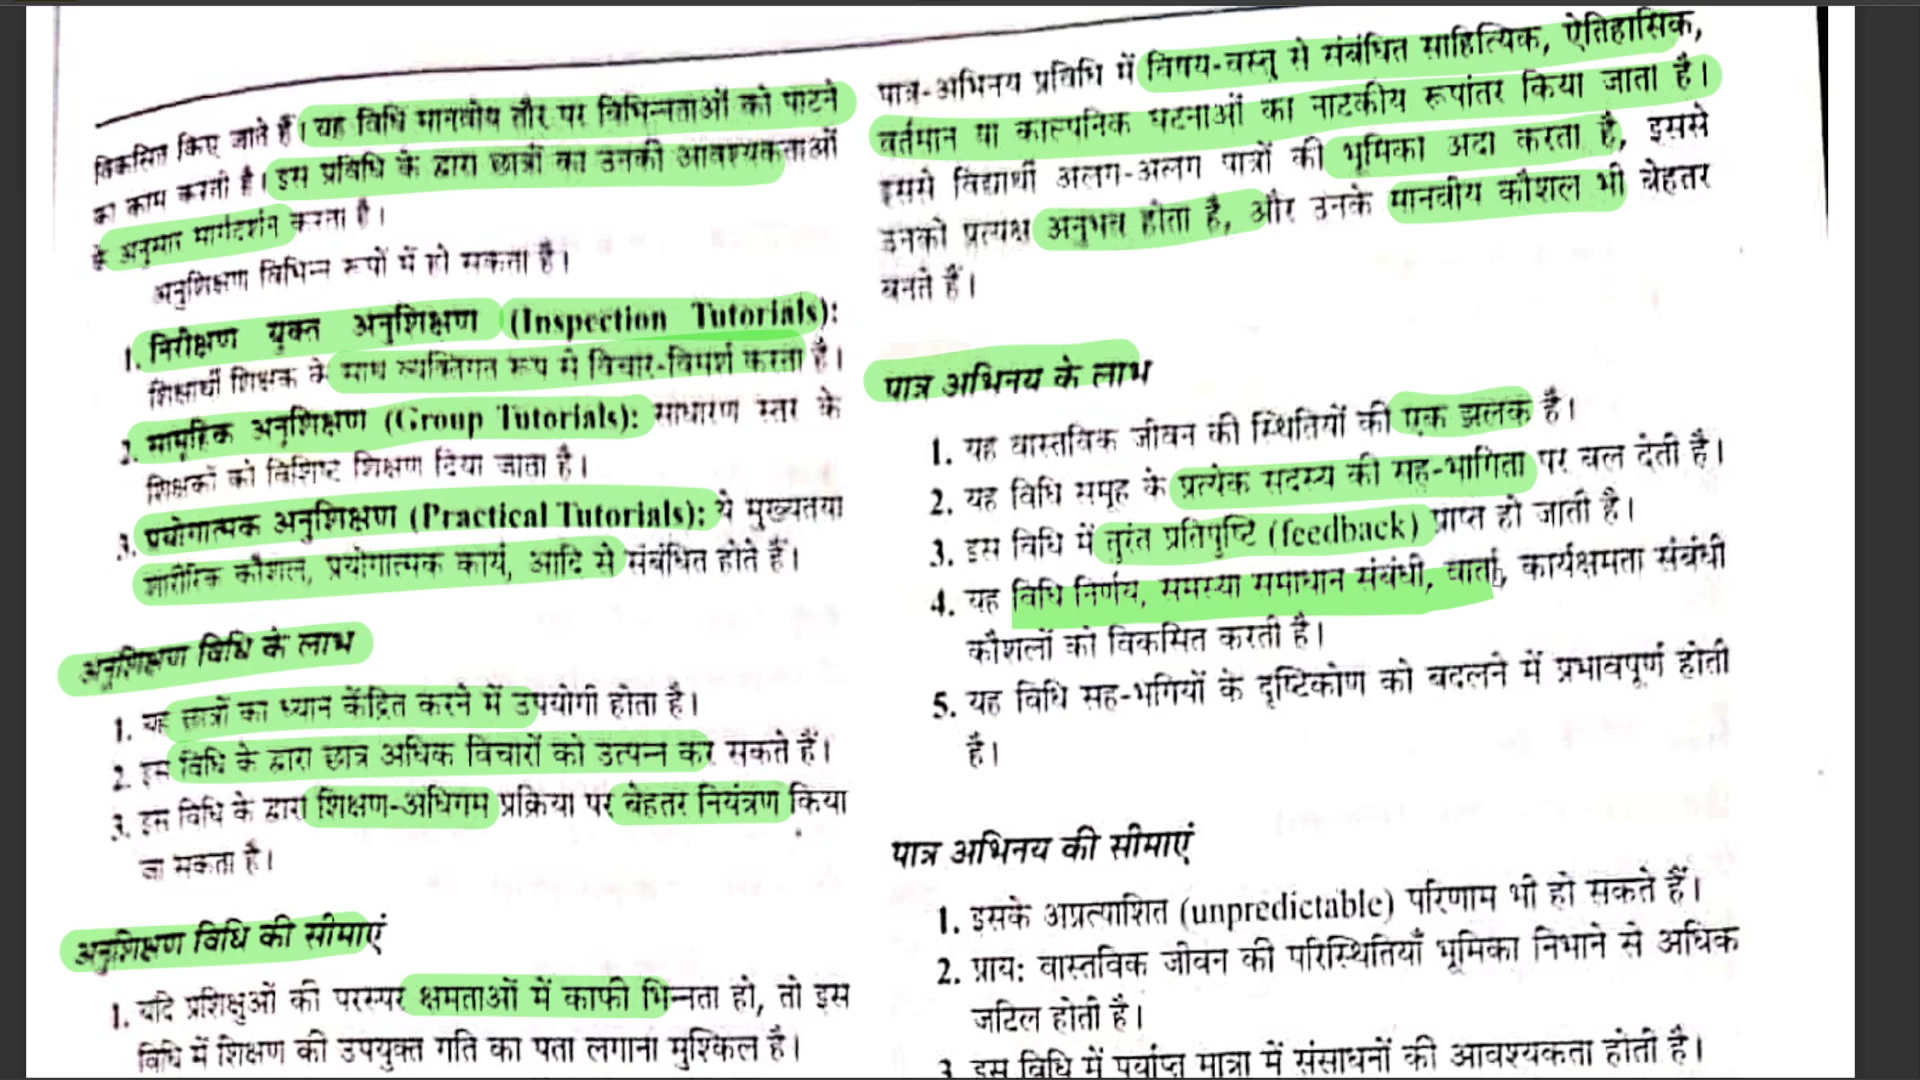 विकसित किए जाते हैं। यह विधि मानवीय तौर पर विभिन्नताओं को पाटने
का काम करती है। इस प्रविधि के द्वारा छात्रों का उनकी आवश्यकताओं
के अनुसार मार्गदर्शन करता है।
अनुशिक्षण विभिन्न रूपों में हो सकता है।
1. निरीक्षण युक्त अनुशिक्षण (Inspection Tutorials):
शिक्षार्थी शिक्षक के साथ व्यक्तिगत रूप से विचार-विमर्श करता है।
2. सामूहिक अनुशिक्षण (Group Tutorials): साधारण स्तर के
शिक्षकों को विशिष्ट शिक्षण दिया जाता है।
3. प्रयोगात्मक अनुशिक्षण (Practical Tutorials): ये मुख्यतया
शारीरिक कौशल, प्रयोगात्मक कार्य, आदि से संबंधित होते हैं।
अनुशिक्षण विधि के लाभ
1. यह छात्रों का ध्यान केंद्रित करने में उपयोगी होता है।
2. इस विधि के द्वारा छात्र अधिक विचारों को उत्पन्न कर सकते हैं।
3. इस विधि के द्वारा शिक्षण-अधिगम प्रक्रिया पर बेहतर नियंत्रण किया
जा सकता है।
अनुशिक्षण विधि की सीमाएं
1. यदि प्रशिक्षुओं की परस्पर क्षमताओं में काफी भिन्नता हो, तो इस
विधि में शिक्षण की उपयुक्त गति का पता लगाना मुश्किल है।
पात्र-अभिनय प्रविधि में विषय-वस्तु से संबंधित साहित्यिक, ऐतिहासिक,
वर्तमान या काल्पनिक घटनाओं का नाटकीय रूपांतर किया जाता है।
इससे विद्यार्थी अलग-अलग पात्रों की भूमिका अदा करता है, इससे
उनको प्रत्यक्ष अनुभव होता है, और उनके मानवीय कौशल भी बेहतर
बनते हैं।
पात्र अभिनय के लाभ
1. यह वास्तविक जीवन की स्थितियों की एक झलक है।
2. यह विधि समूह के प्रत्येक सदस्य की सह-भागिता पर बल देती है।
3. इस विधि में तुरंत प्रतिपुष्टि (feedback) प्राप्त हो जाती है।
4. यह विधि निर्णय, समस्या समाधान संबंधी, वार्ता, कार्यक्षमता संबंधी
कौशलों को विकसित करती है।
5. यह विधि सह-भगियों के दृष्टिकोण को बदलने में प्रभावपूर्ण होती
है।
पात्र अभिनय की सीमाएं
1. इसके अप्रत्याशित (unpredictable) परिणाम भी हो सकते हैं।
2. प्राय: वास्तविक जीवन की परिस्थितियाँ भूमिका निभाने से अधिक
जटिल होती है।
3. इस विधि में पर्याप्त मात्रा में संसाधनों की आवश्यकता होती है।